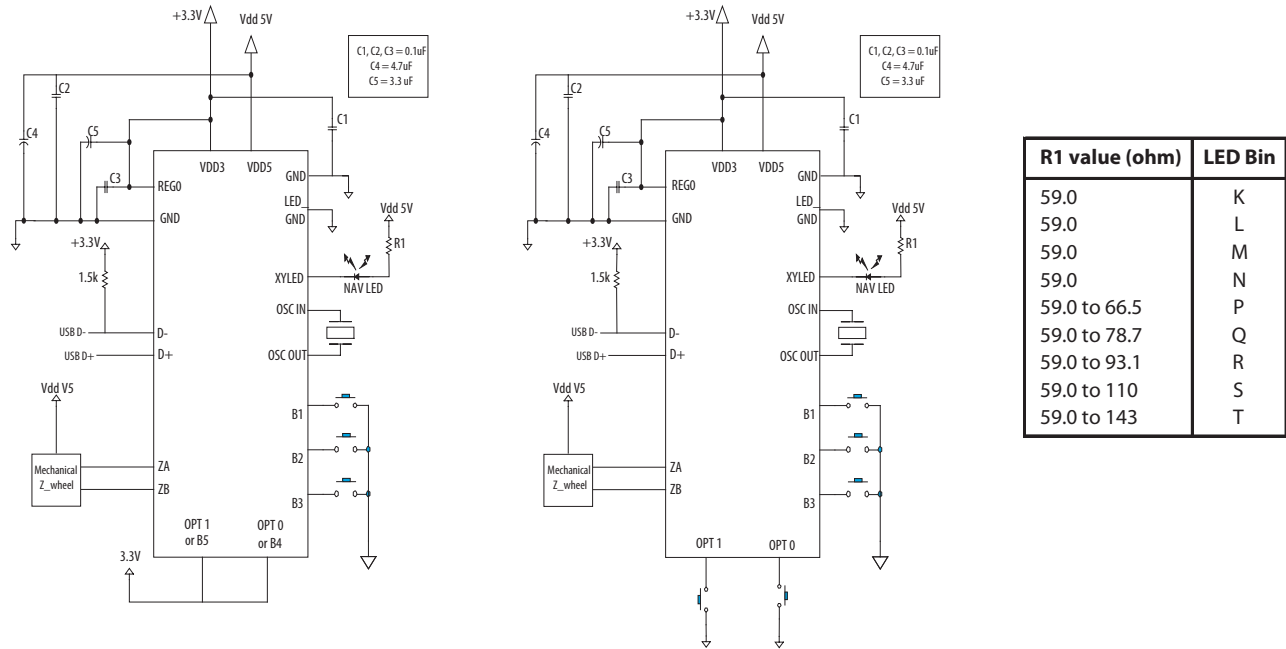 +3.3V
Vdd 5V
C1, C2, C3 = 0.1uF
C4 = 4.7uF
C5 = 3.3 uF
C2
C1
C4
C5
C3
VDD3
VDD5
REG0
GND
GND
LED_
GND
Vdd 5V
R1
+3.3V
1.5k
XYLED
NAV LED
OSC IN
USB D-
D-
USB D+
D+
OSC OUT
Vdd V5
B1
B2
Mechanical
Z_wheel
ZA
ZB
B3
OPT 1
or B5
OPT 0
or B4
3.3V
+3.3V
Vdd 5V
C1, C2, C3 = 0.1uF
C4 = 4.7uF
C5 = 3.3 uF
C2
C1
C4
C5
C3
VDD3
VDD5
REG0
GND
GND
LED_
GND
Vdd 5V
R1
+3.3V
1.5k
XYLED
NAV LED
OSC IN
USB D-
D-
USB D+
D+
OSC OUT
Vdd V5
B1
B2
Mechanical
Z_wheel
ZA
ZB
B3
OPT 1
OPT 0
R1 value (ohm) LED Bin
59.0 K
59.0 L
59.0 M
59.0 N
59.0 to 66.5 P
59.0 to 78.7 Q
59.0 to 93.1 R
59.0 to 110 S
59.0 to 143 T